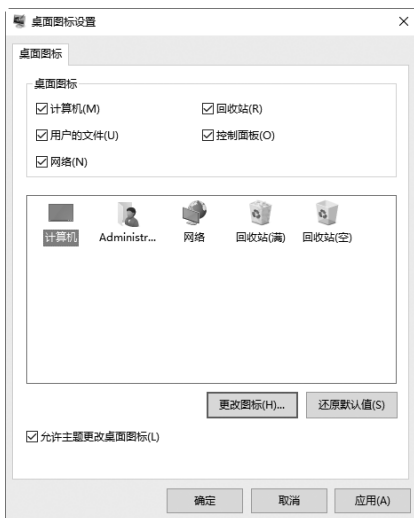 桌面图标设置
桌面图标
桌面图标
计算机(M) 回收站(R)
用户的文件(U) 控制面板(O)
网络(N)
计算机 Administr... 网络 回收站(满) 回收站(空)
更改图标(H)... 还原默认值(S)
允许主题更改桌面图标(L)
确定 取消 应用(A)